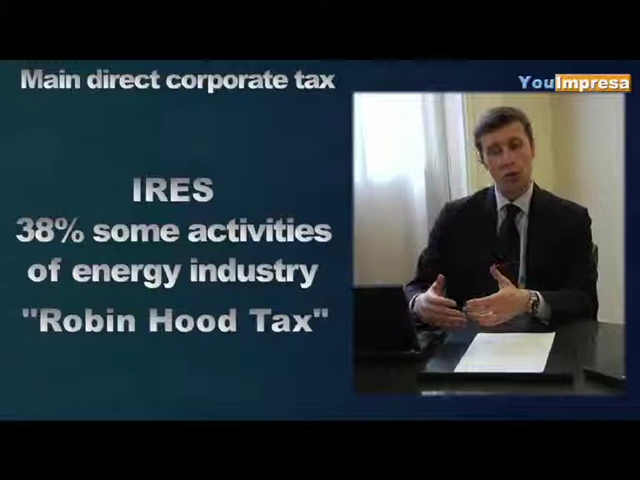 Main direct corporate tax
YouImpresa
IRES
38% some activities
of energy industry
"Robin Hood Tax"